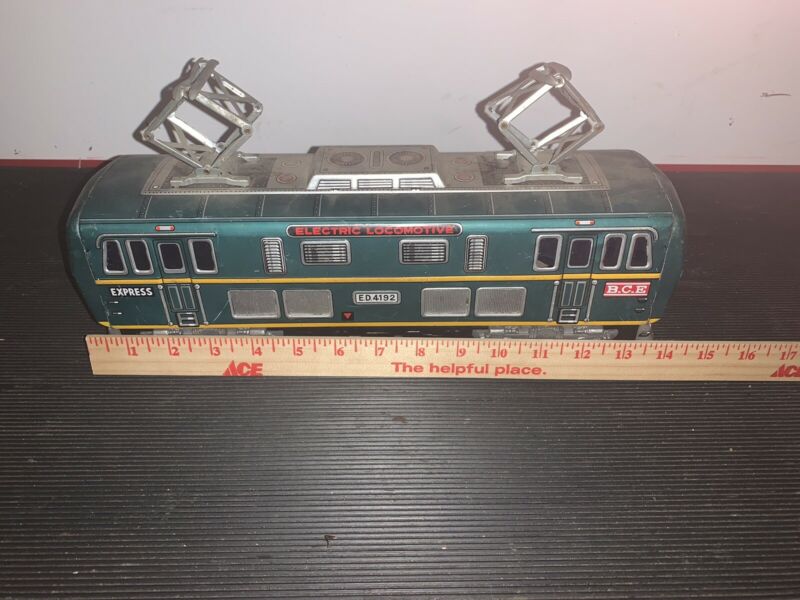 ELECTRIC LOCOMOTIVE
EXPRESS
E.D.4192
B.C.E
1 2 3 4 5 6 7 8 9 10 11 12 13 14 15 16 17
ACE The helpful place. ACE